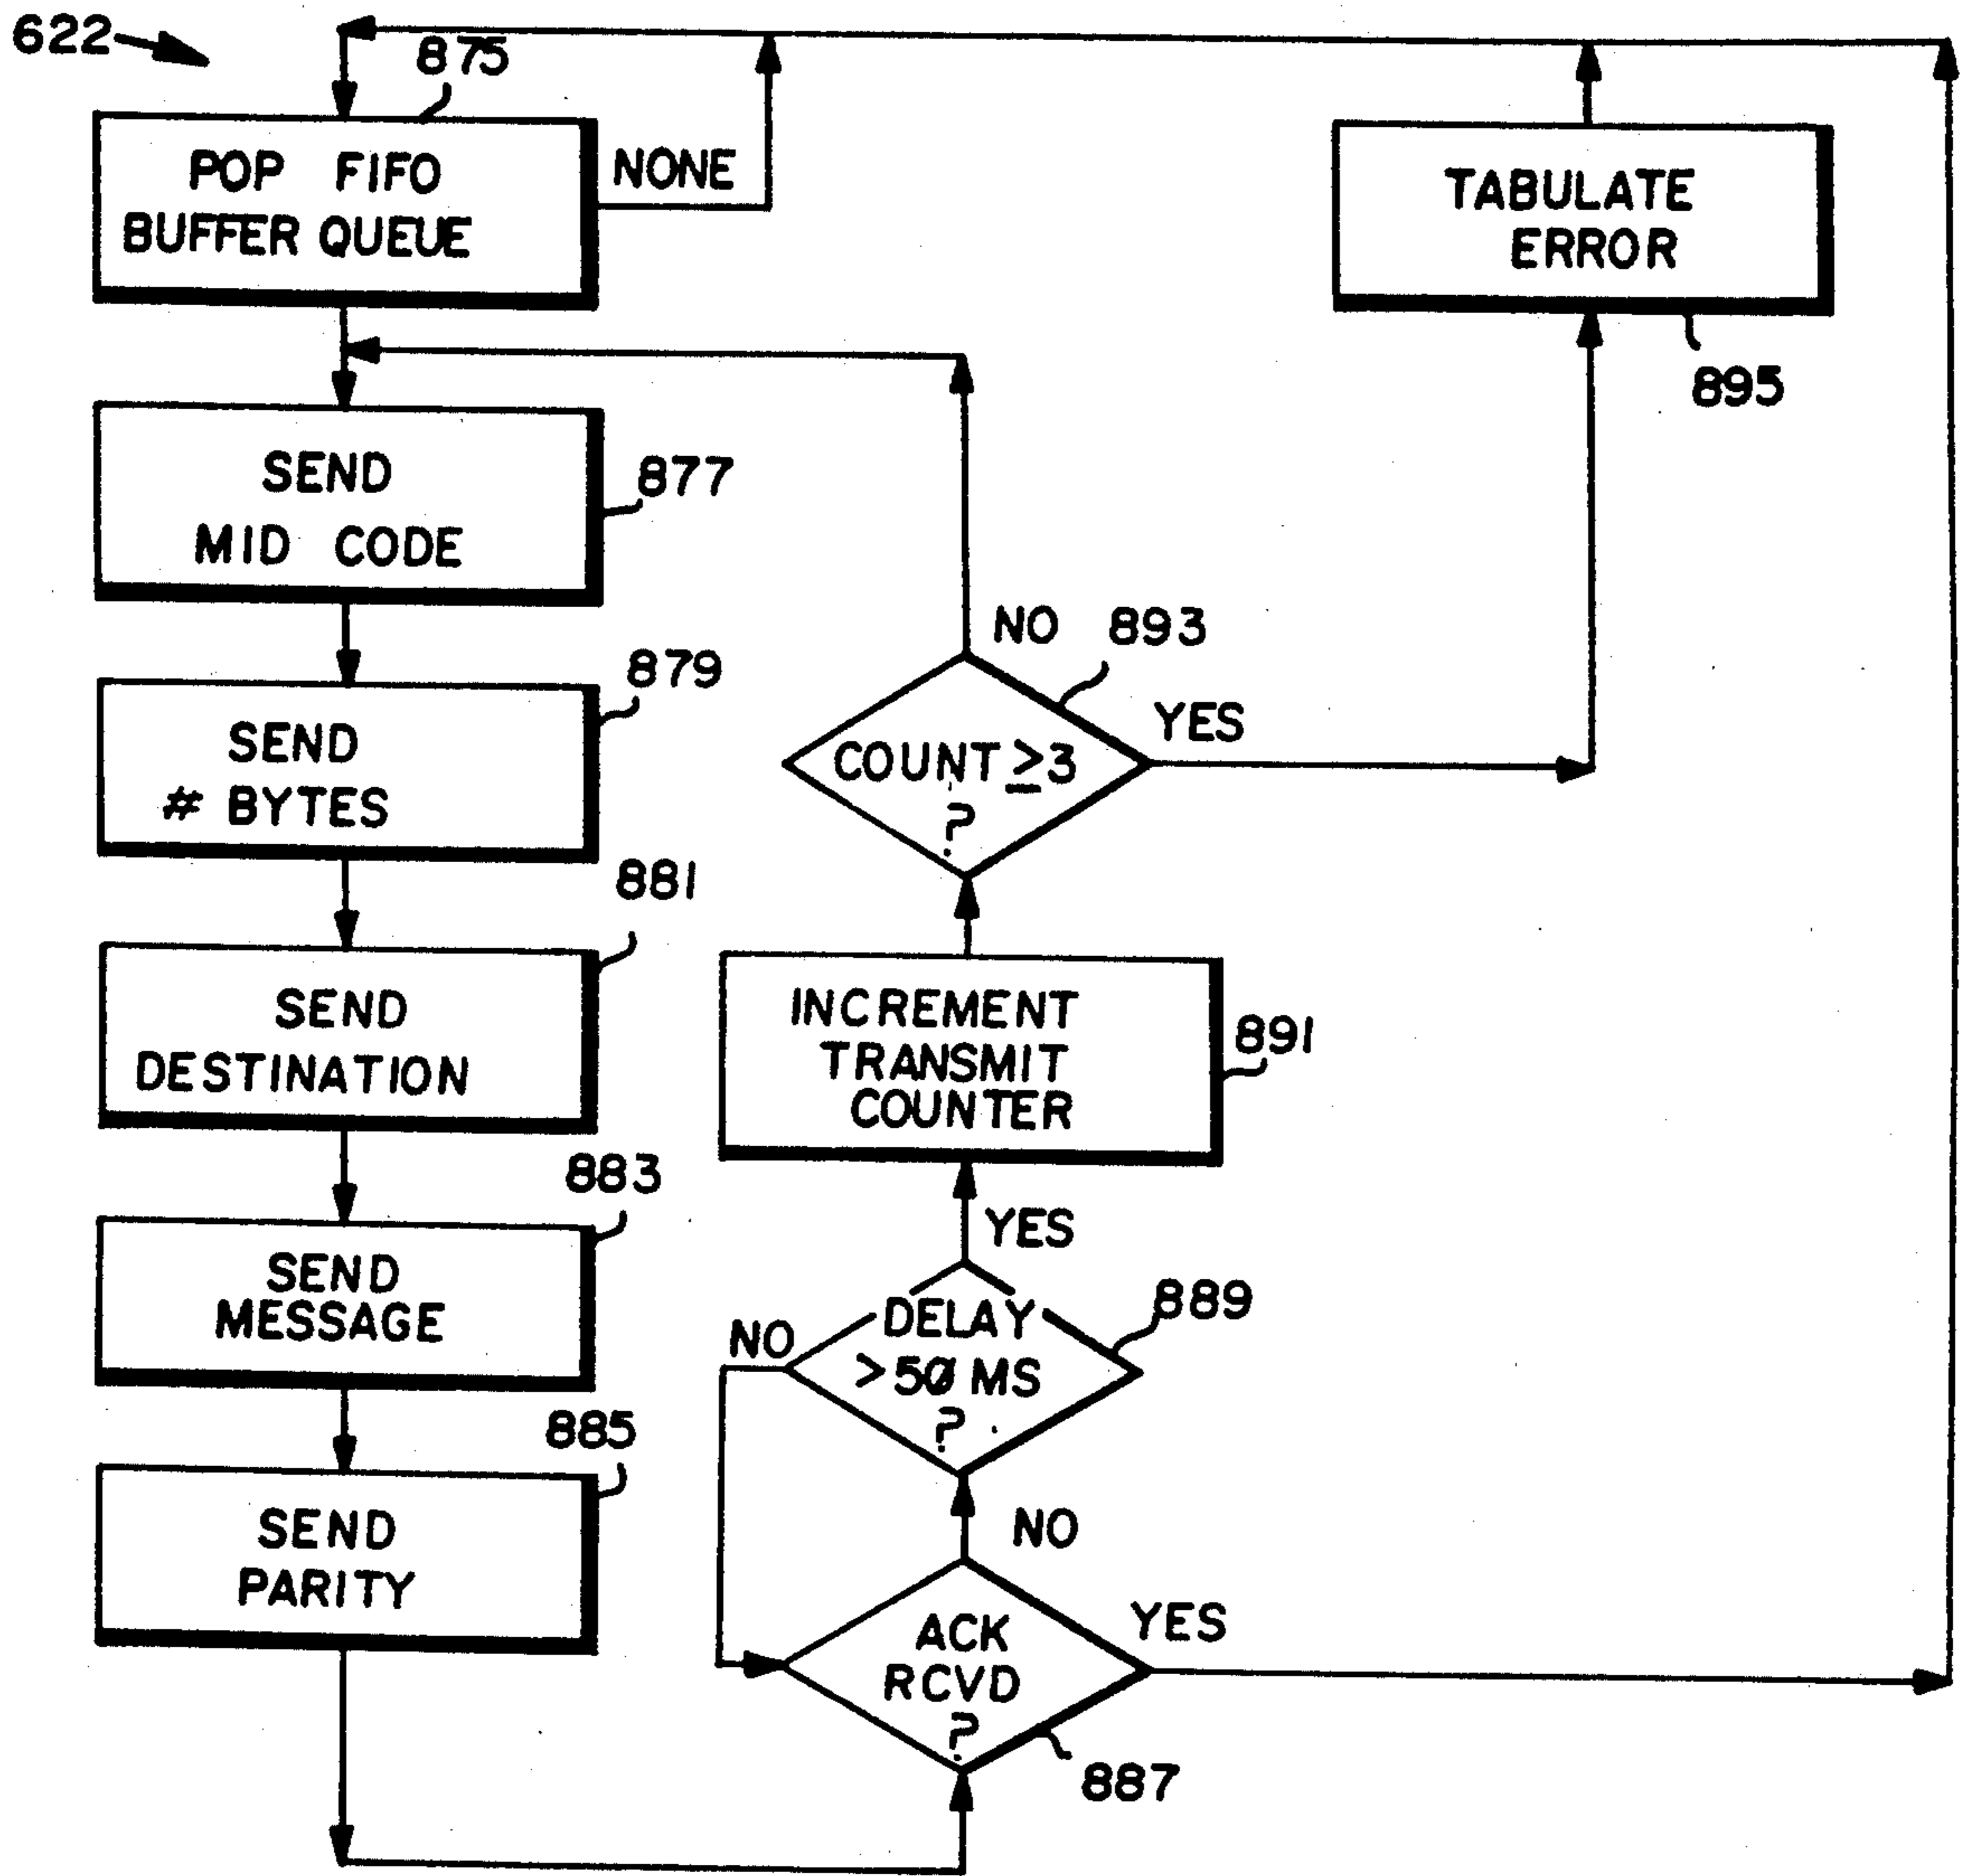 622
875
POP FIFO
BUFFER QUEUE
NONE
TABULATE
ERROR
895
SEND
MID CODE
877
SEND
# BYTES
879
NO 893
COUNT ≥3
?
YES
881
SEND
DESTINATION
INCREMENT
TRANSMIT
COUNTER
891
883
SEND
MESSAGE
YES
DELAY
>50 MS
?
889
NO
885
SEND
PARITY
NO
ACK
RCVD
?
YES
887